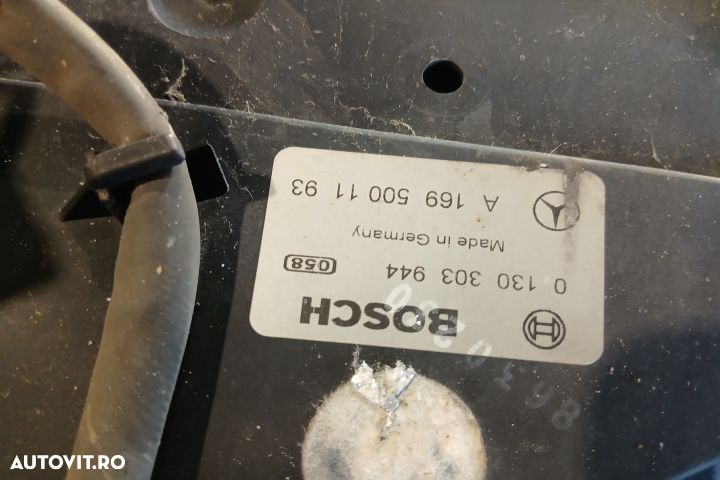 BOSCH
0 130 303 944 058
Made in Germany
A 169 500 11 93
AUTOVIT.RO